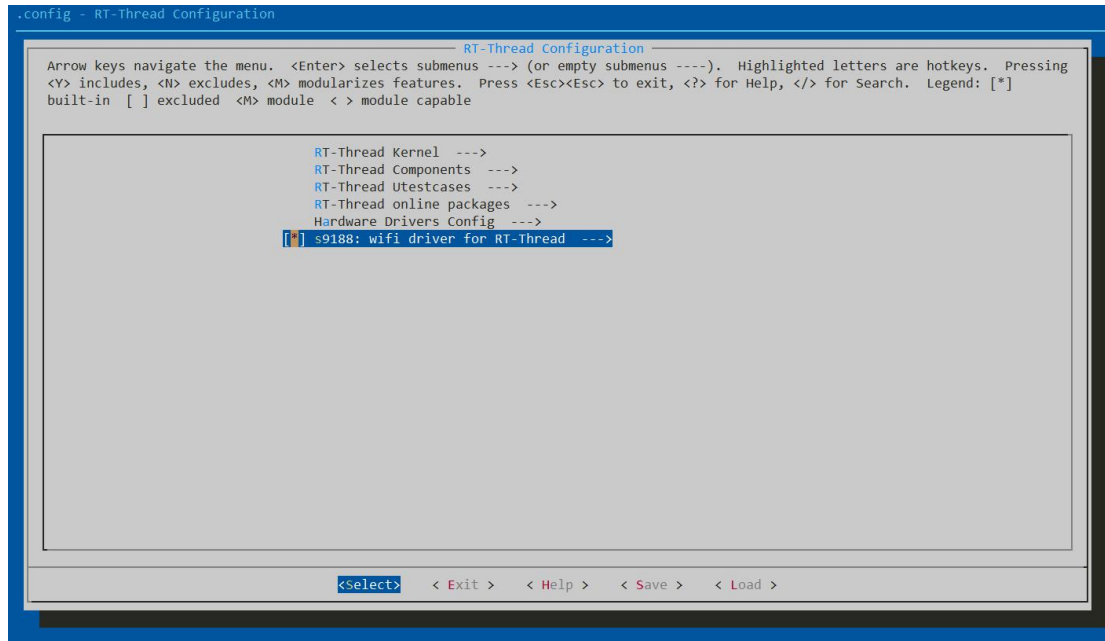 .config - RT-Thread Configuration
RT-Thread Configuration
Arrow keys navigate the menu. <Enter> selects submenus ---> (or empty submenus ----). Highlighted letters are hotkeys. Pressing
<Y> includes, <N> excludes, <M> modularizes features. Press <Esc><Esc> to exit, <?> for Help, </> for Search. Legend: [*]
built-in [ ] excluded <M> module < > module capable
RT-Thread Kernel --->
RT-Thread Components --->
RT-Thread Utestcases --->
RT-Thread online packages --->
Hardware Drivers Config --->
[*] s9188: wifi driver for RT-Thread --->
<Select> < Exit > < Help > < Save > < Load >